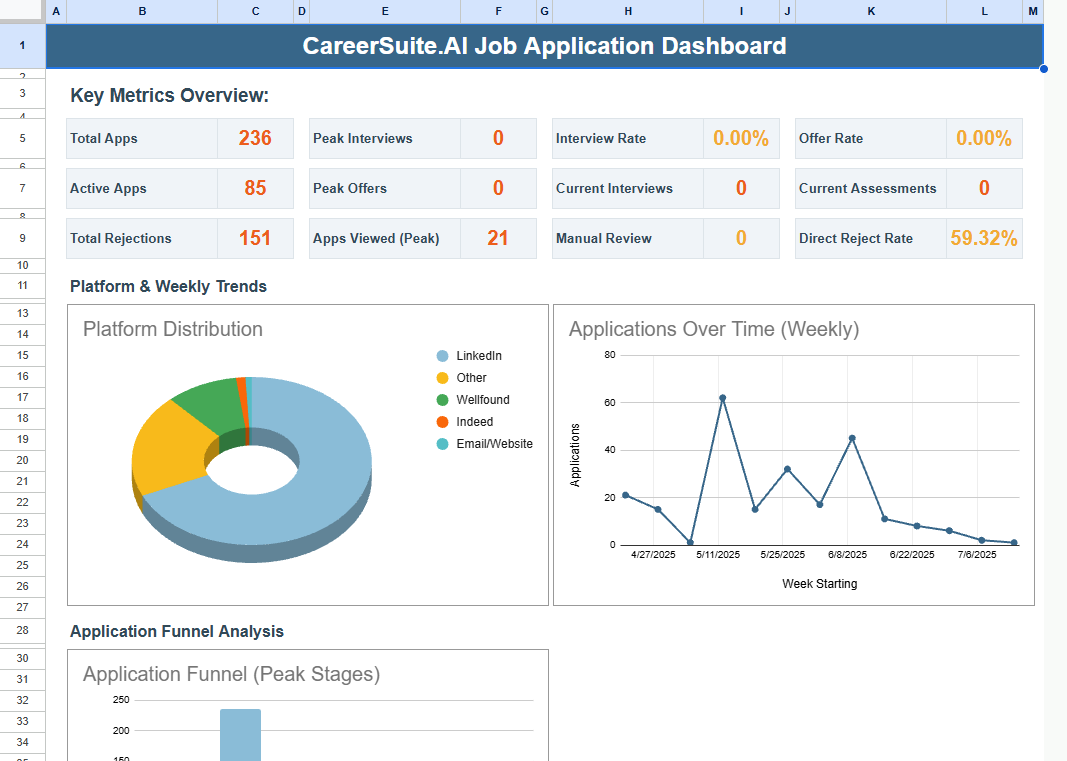 A B C D E F G H I J K L M
1 CareerSuite.AI Job Application Dashboard
2
3 Key Metrics Overview:
4
5 Total Apps 236 Peak Interviews 0 Interview Rate 0.00% Offer Rate 0.00%
6
7 Active Apps 85 Peak Offers 0 Current Interviews 0 Current Assessments 0
8
9 Total Rejections 151 Apps Viewed (Peak) 21 Manual Review 0 Direct Reject Rate 59.32%
10
11 Platform & Weekly Trends
13
14
15
16
17
18
19
20
21
22
23
24
25
26
27
Platform Distribution
LinkedIn
Other
Wellfound
Indeed
Email/Website
Applications Over Time (Weekly)
80
60
40
20
0
Applications
4/27/2025 5/11/2025 5/25/2025 6/8/2025 6/22/2025 7/6/2025
Week Starting
28 Application Funnel Analysis
30
31
32
33
34
Application Funnel (Peak Stages)
250
200
150